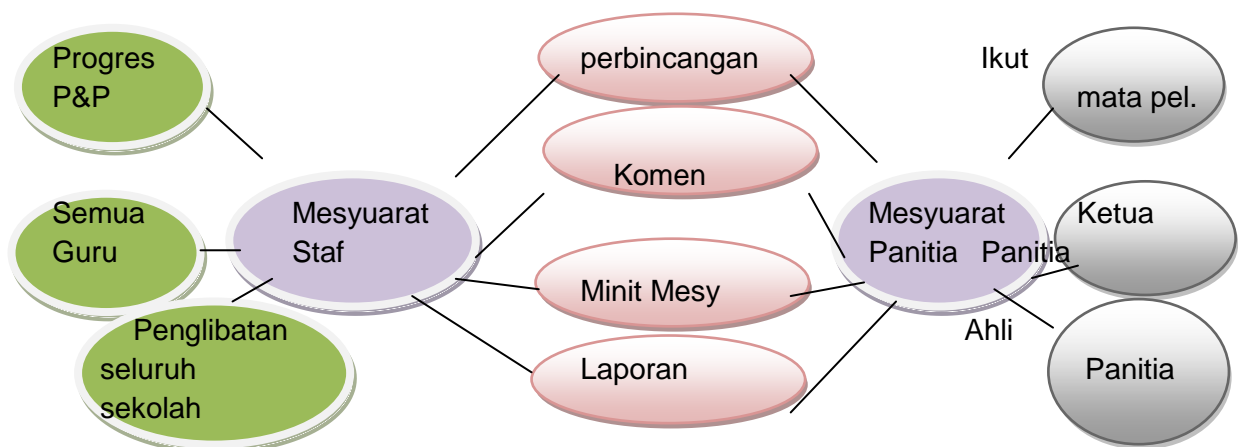 Progres
P&P
perbincangan
Ikut
mata pel.
Komen
Semua
Guru
Mesyuarat
Staf
Mesyuarat
Panitia Panitia
Ketua
Minit Mesy
Penglibatan
seluruh
sekolah
Laporan
Ahli
Panitia